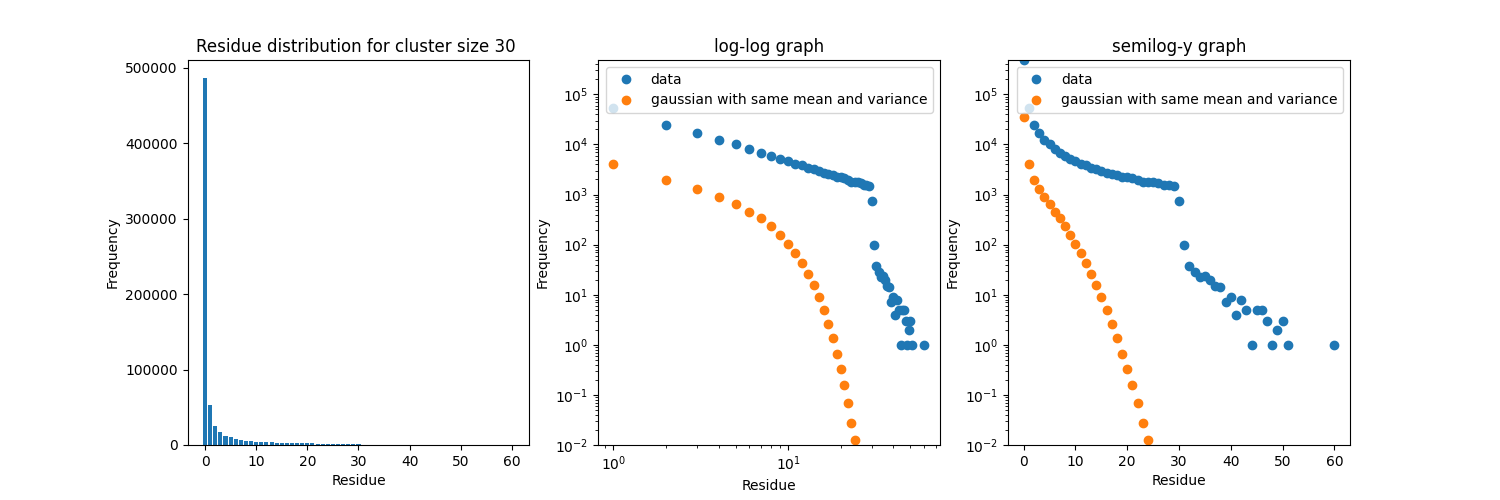 Residue distribution for cluster size 30
500000
400000
300000
200000
100000
0
Frequency
0 10 20 30 40 50 60
Residue
log-log graph
data
gaussian with same mean and variance
10^5
10^4
10^3
10^2
10^1
10^0
10^-1
10^-2
Frequency
10^0 10^1
Residue
semilog-y graph
data
gaussian with same mean and variance
10^5
10^4
10^3
10^2
10^1
10^0
10^-1
10^-2
Frequency
0 10 20 30 40 50 60
Residue